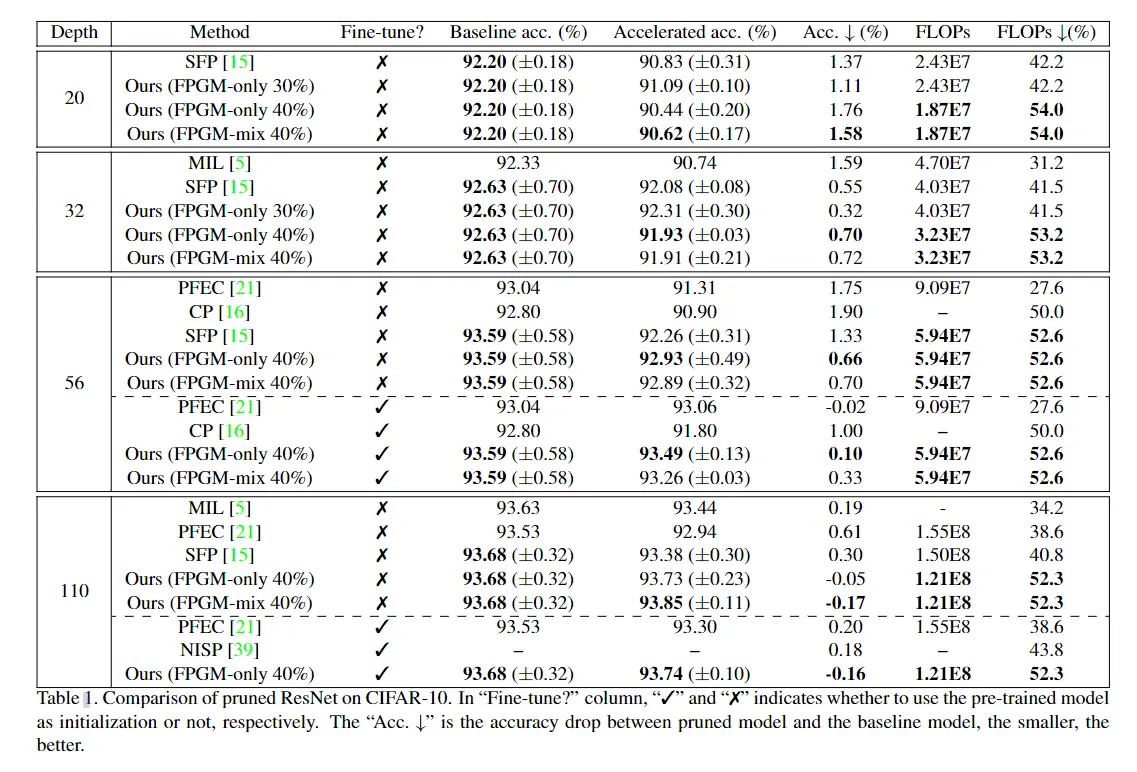 Depth Method Fine-tune? Baseline acc. (%) Accelerated acc. (%) Acc. ↓ (%) FLOPs FLOPs ↓(%)
SFP [15] ✗ 92.20 (±0.18) 90.83 (±0.31) 1.37 2.43E7 42.2
Ours (FPGM-only 30%) ✗ 92.20 (±0.18) 91.09 (±0.10) 1.11 2.43E7 42.2
20
Ours (FPGM-only 40%) ✗ 92.20 (±0.18) 90.44 (±0.20) 1.76 1.87E7 54.0
Ours (FPGM-mix 40%) ✗ 92.20 (±0.18) 90.62 (±0.17) 1.58 1.87E7 54.0
MIL [5] ✗ 92.33 90.74 1.59 4.70E7 31.2
SFP [15] ✗ 92.63 (±0.70) 92.08 (±0.08) 0.55 4.03E7 41.5
32 Ours (FPGM-only 30%) ✗ 92.63 (±0.70) 92.31 (±0.30) 0.32 4.03E7 41.5
Ours (FPGM-only 40%) ✗ 92.63 (±0.70) 91.93 (±0.03) 0.70 3.23E7 53.2
Ours (FPGM-mix 40%) ✗ 92.63 (±0.70) 91.91 (±0.21) 0.72 3.23E7 53.2
PFEC [21] ✗ 93.04 91.31 1.75 9.09E7 27.6
CP [16] ✗ 92.80 90.90 1.90 – 50.0
SFP [15] ✗ 93.59 (±0.58) 92.26 (±0.31) 1.33 5.94E7 52.6
Ours (FPGM-only 40%) ✗ 93.59 (±0.58) 92.93 (±0.49) 0.66 5.94E7 52.6
56 Ours (FPGM-mix 40%) ✗ 93.59 (±0.58) 92.89 (±0.32) 0.70 5.94E7 52.6
PFEC [21] ✓ 93.04 93.06 -0.02 9.09E7 27.6
CP [16] ✓ 92.80 91.80 1.00 – 50.0
Ours (FPGM-only 40%) ✓ 93.59 (±0.58) 93.49 (±0.13) 0.10 5.94E7 52.6
Ours (FPGM-mix 40%) ✓ 93.59 (±0.58) 93.26 (±0.03) 0.33 5.94E7 52.6
MIL [5] ✗ 93.63 93.44 0.19 - 34.2
PFEC [21] ✗ 93.53 92.94 0.61 1.55E8 38.6
SFP [15] ✗ 93.68 (±0.32) 93.38 (±0.30) 0.30 1.50E8 40.8
Ours (FPGM-only 40%) ✗ 93.68 (±0.32) 93.73 (±0.23) -0.05 1.21E8 52.3
110
Ours (FPGM-mix 40%) ✗ 93.68 (±0.32) 93.85 (±0.11) -0.17 1.21E8 52.3
PFEC [21] ✓ 93.53 93.30 0.20 1.55E8 38.6
NISP [39] ✓ – – 0.18 – 43.8
Ours (FPGM-only 40%) ✓ 93.68 (±0.32) 93.74 (±0.10) -0.16 1.21E8 52.3
Table 1. Comparison of pruned ResNet on CIFAR-10. In “Fine-tune?” column, “✓” and “✗” indicates whether to use the pre-trained model
as initialization or not, respectively. The “Acc. ↓” is the accuracy drop between pruned model and the baseline model, the smaller, the
better.